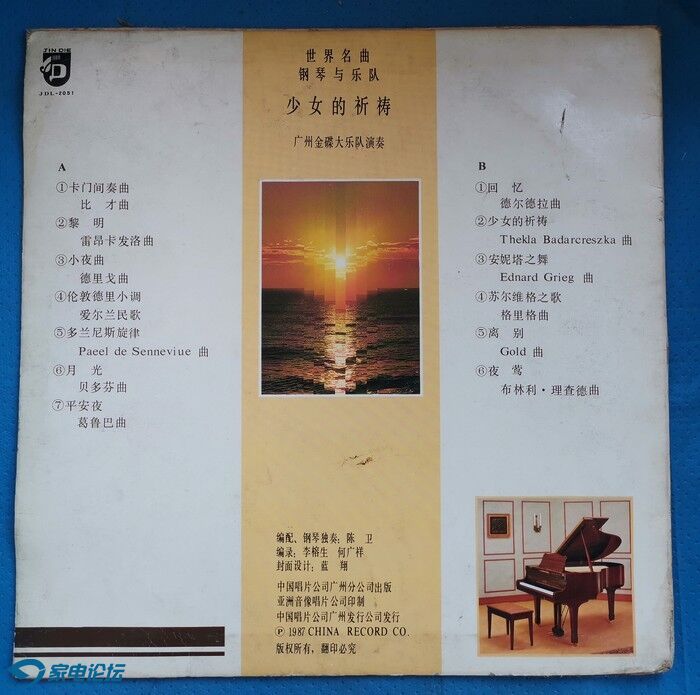 JIN DIE
JDL-2051
世界名曲
钢琴与乐队
少女的祈祷
广州金碟大乐队演奏
A
①卡门间奏曲
比才曲
②黎明
雷昂卡发洛曲
③小夜曲
德里戈曲
④伦敦德里小调
爱尔兰民歌
⑤多兰尼斯旋律
Paeel de Senneviue 曲
⑥月光
贝多芬曲
⑦平安夜
葛鲁巴曲
B
①回忆
德尔德拉曲
②少女的祈祷
Thekla Badarcreszka 曲
③安妮塔之舞
Ednard Grieg 曲
④苏尔维格之歌
格里格曲
⑤离别
Gold 曲
⑥夜莺
布林利·理查德曲
编配、钢琴独奏：陈卫
编录：李榕生 何广祥
封面设计：蓝翔
中国唱片公司广州分公司出版
亚洲音像唱片公司印制
中国唱片公司广州发行公司发行
Ⓟ 1987 CHINA RECORD CO.
版权所有，翻印必究
家电论坛